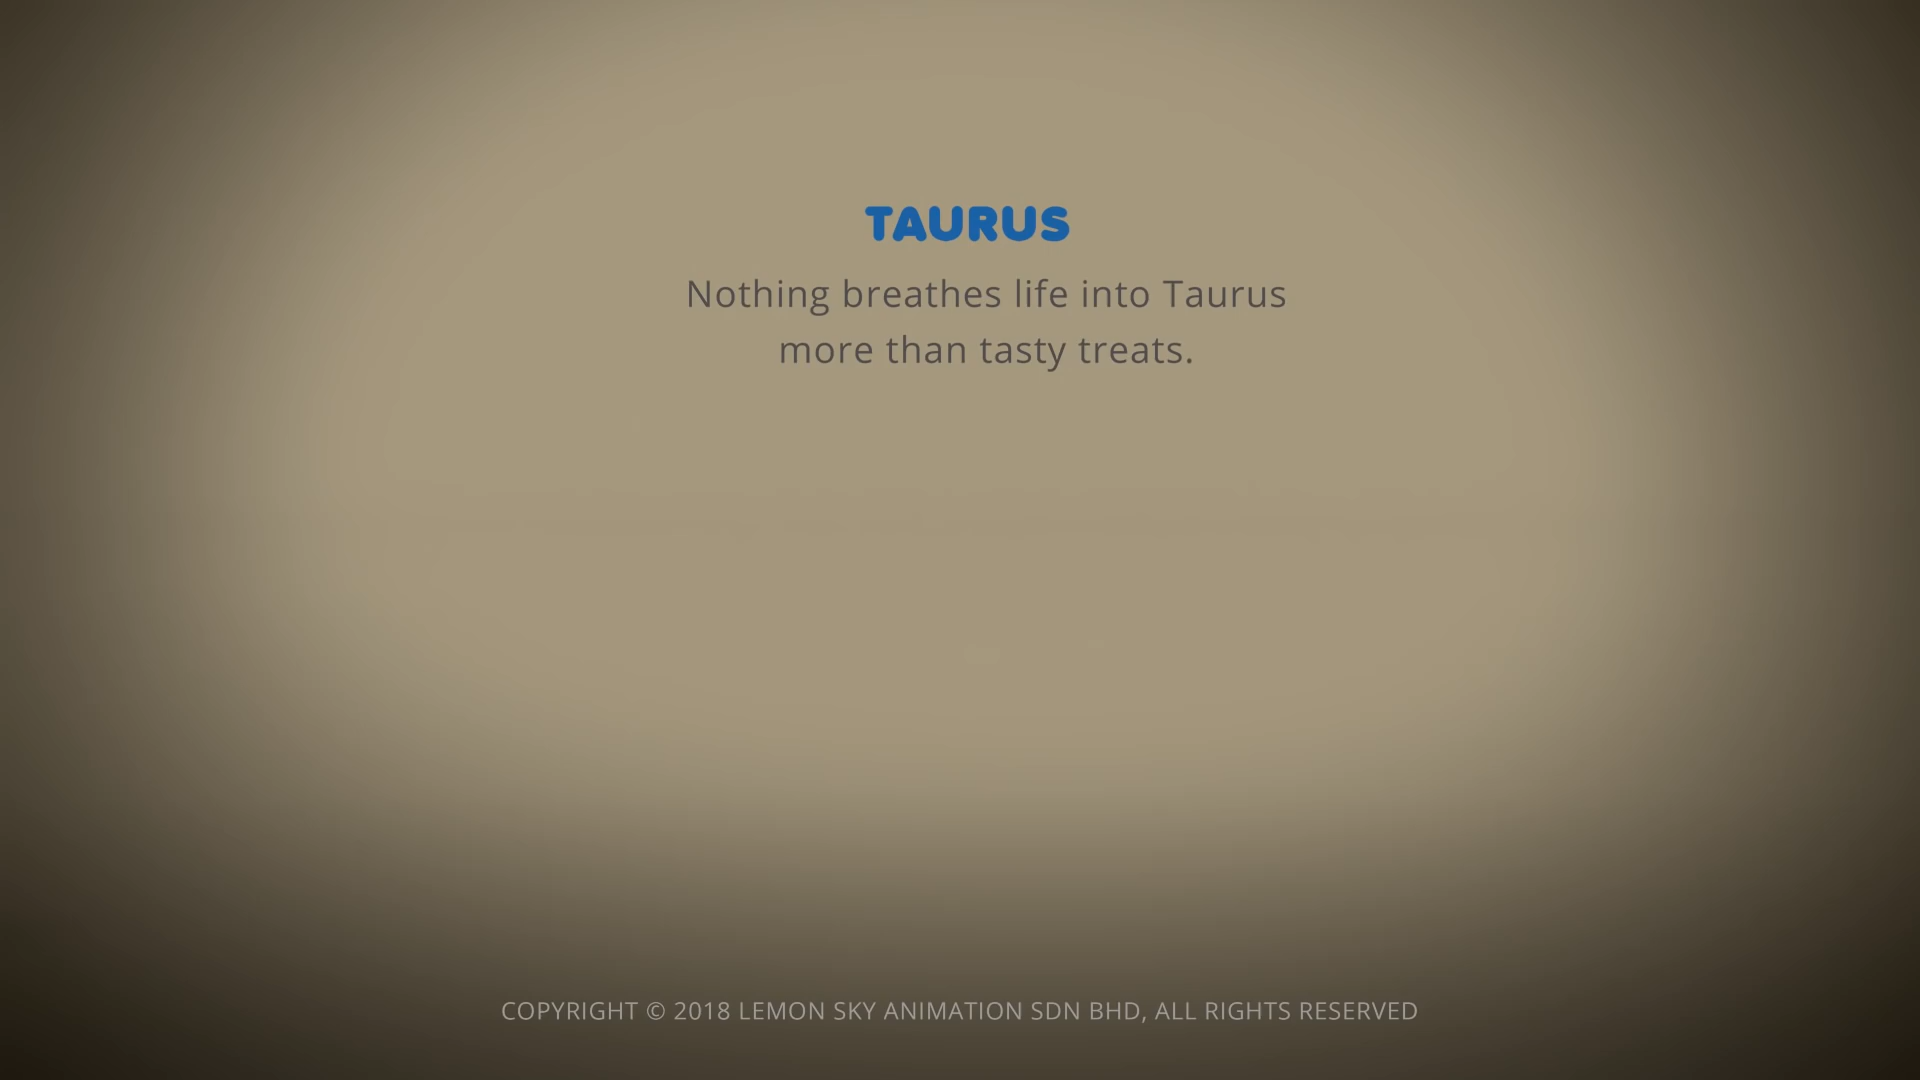 TAURUS
Nothing breathes life into Taurus
more than tasty treats.
COPYRIGHT © 2018 LEMON SKY ANIMATION SDN BHD, ALL RIGHTS RESERVED